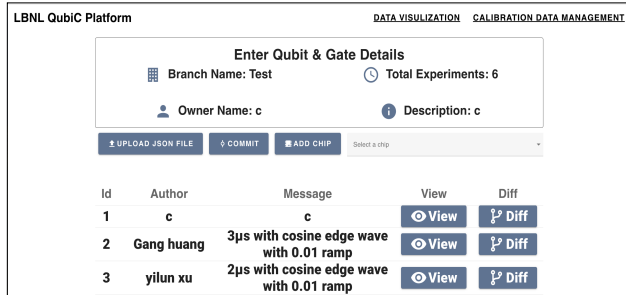 LBNL QubiC Platform
DATA VISULIZATION CALIBRATION DATA MANAGEMENT
Enter Qubit & Gate Details
Branch Name: Test Total Experiments: 6
Owner Name: c Description: c
UPLOAD JSON FILE COMMIT ADD CHIP Select a chip
Id Author Message View Diff
1 c c View Diff
2 Gang huang 3μs with cosine edge wave with 0.01 ramp View Diff
3 yilun xu 2μs with cosine edge wave with 0.01 ramp View Diff